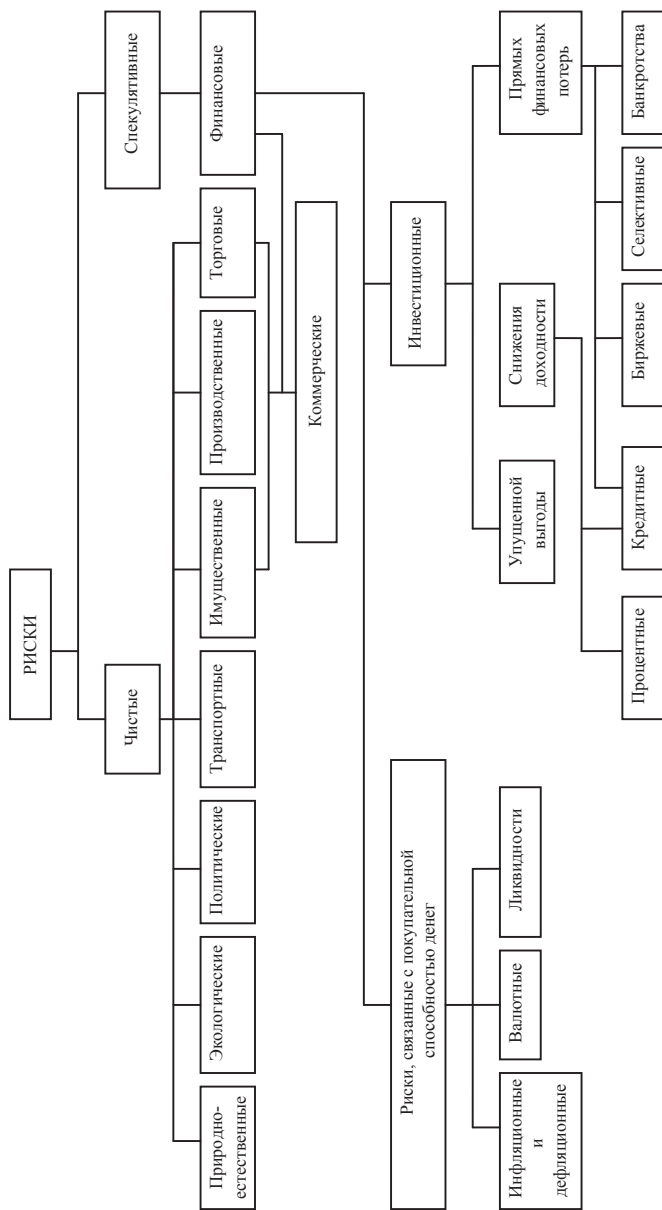 РИСКИ
Чистые
Спекулятивные
Природно-
естественные
Экологические
Политические
Транспортные
Имущественные
Производственные
Торговые
Финансовые
Коммерческие
Риски, связанные с покупательной
способностью денег
Инвестиционные
Инфляционные
и
дефляционные
Валютные
Ликвидности
Упущенной
выгоды
Снижения
доходности
Прямых
финансовых
потерь
Процентные
Кредитные
Биржевые
Селективные
Банкротства